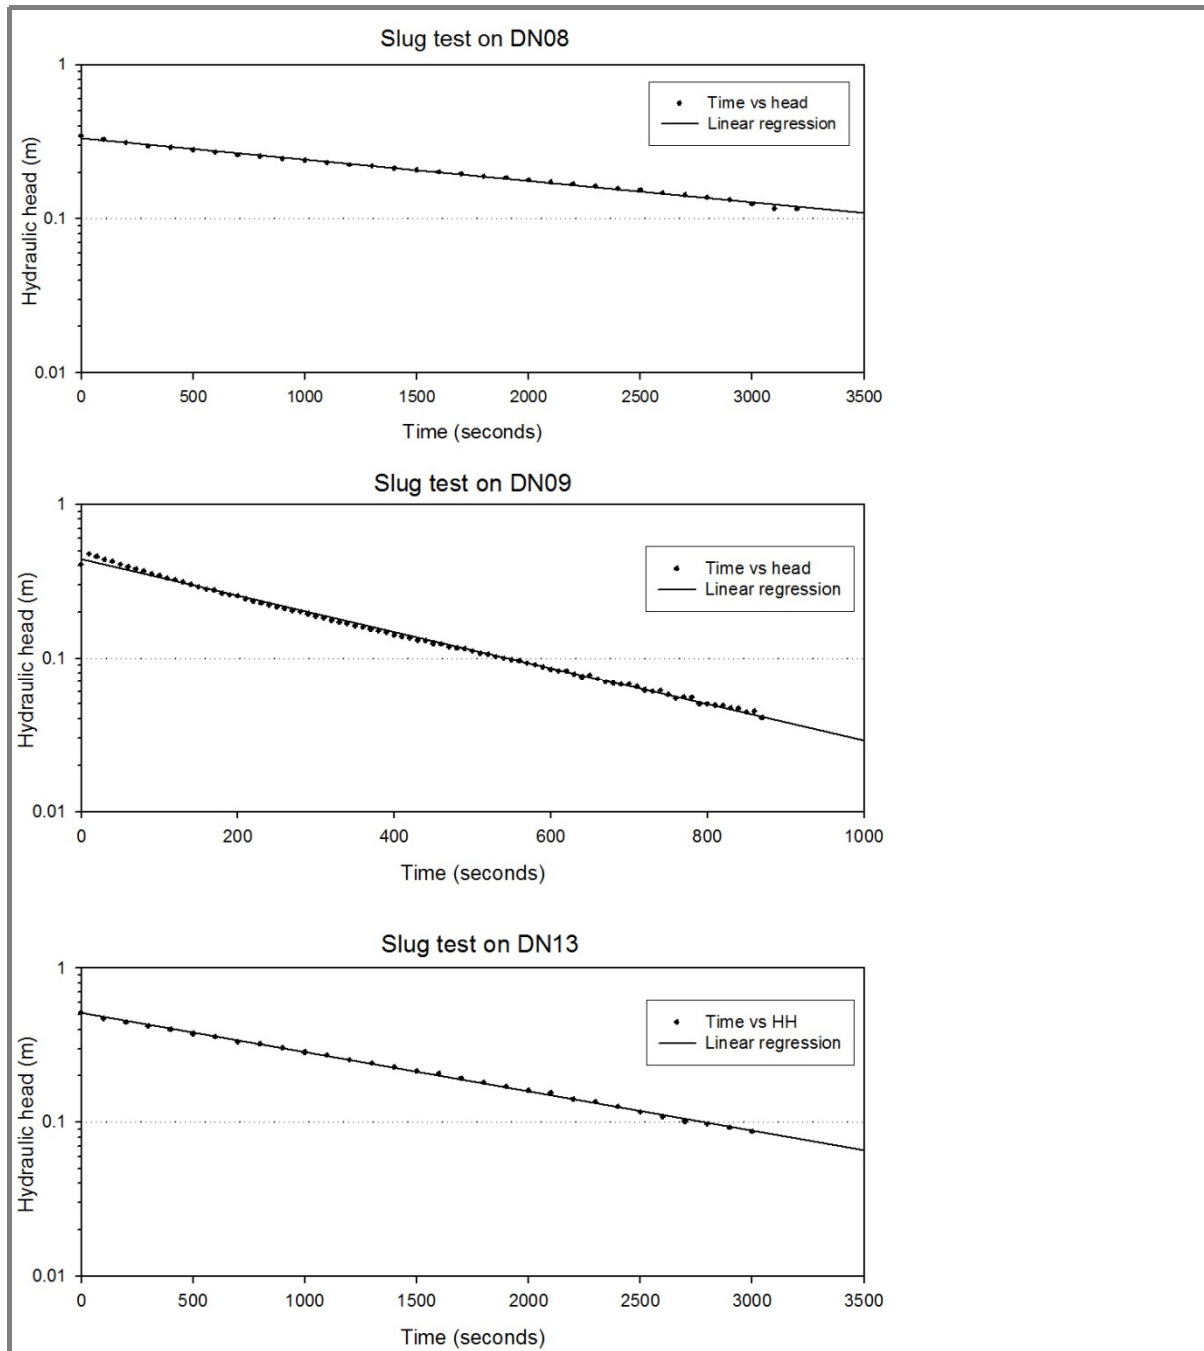 Slug test on DN08
1
Time vs head
Linear regression
Hydraulic head (m)
0.1
0.01
0 500 1000 1500 2000 2500 3000 3500
Time (seconds)
Slug test on DN09
1
Time vs head
Linear regression
Hydraulic head (m)
0.1
0.01
0 200 400 600 800 1000
Time (seconds)
Slug test on DN13
1
Time vs HH
Linear regression
Hydraulic head (m)
0.1
0.01
0 500 1000 1500 2000 2500 3000 3500
Time (seconds)